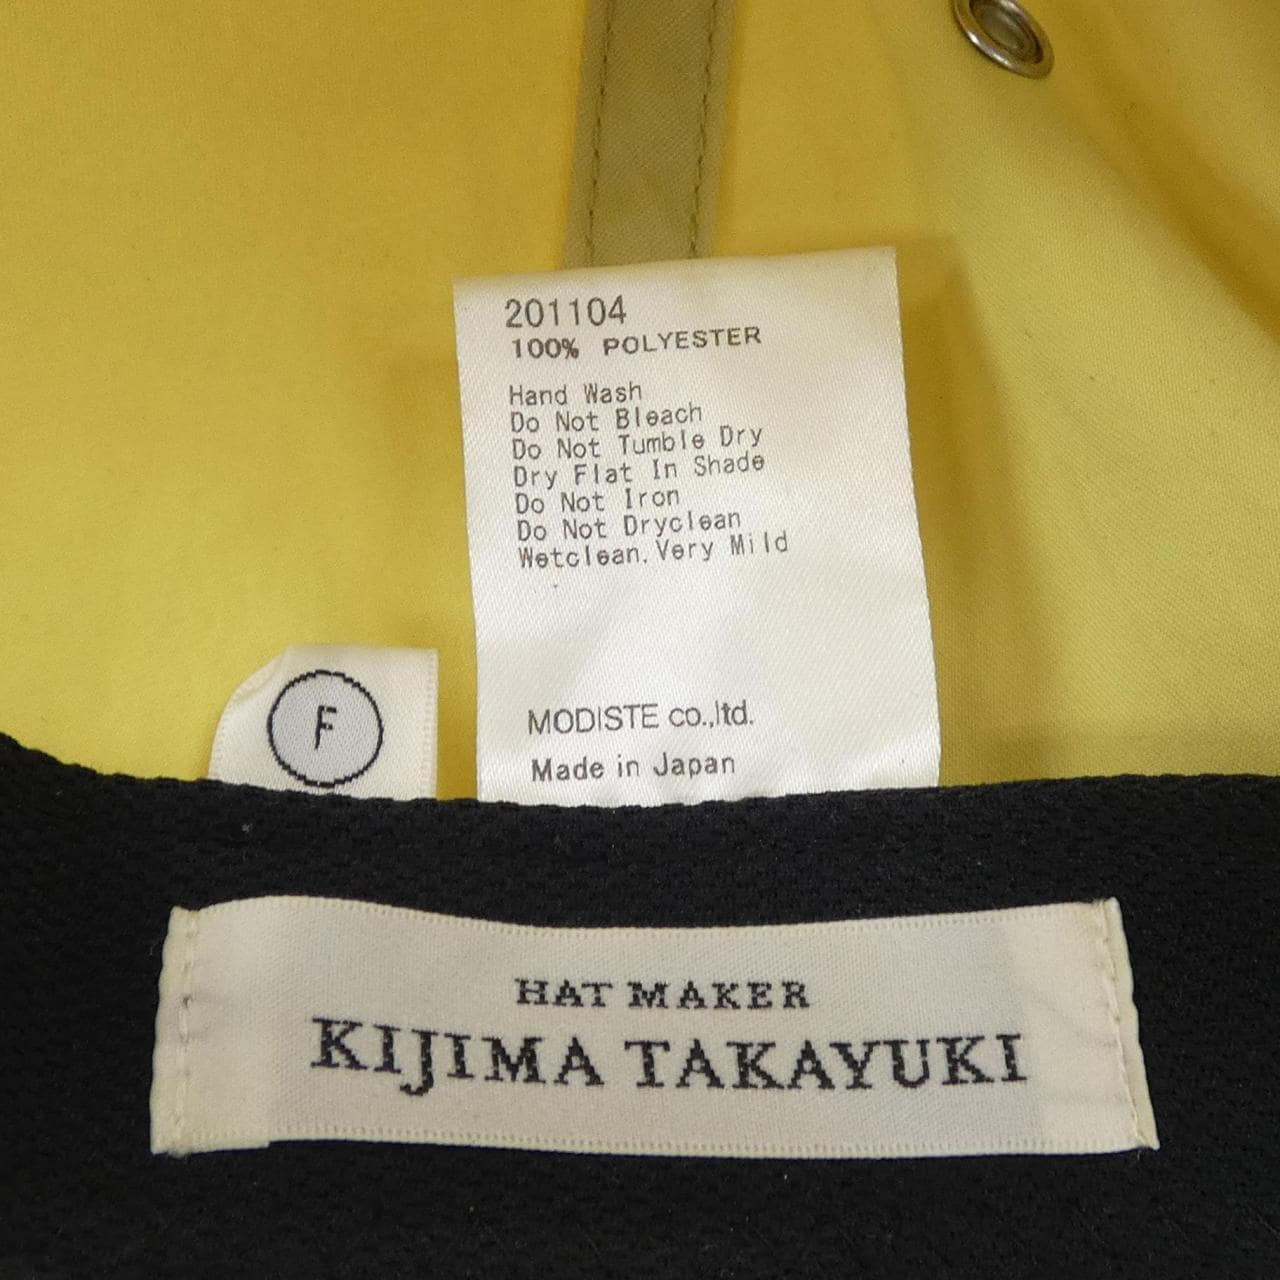 201104
100% POLYESTER
Hand Wash
Do Not Bleach
Do Not Tumble Dry
Dry Flat In Shade
Do Not Iron
Do Not Dryclean
Wetclean.Very Mild
MODISTE co.,ltd.
Made in Japan
F
HAT MAKER
KIJIMA TAKAYUKI